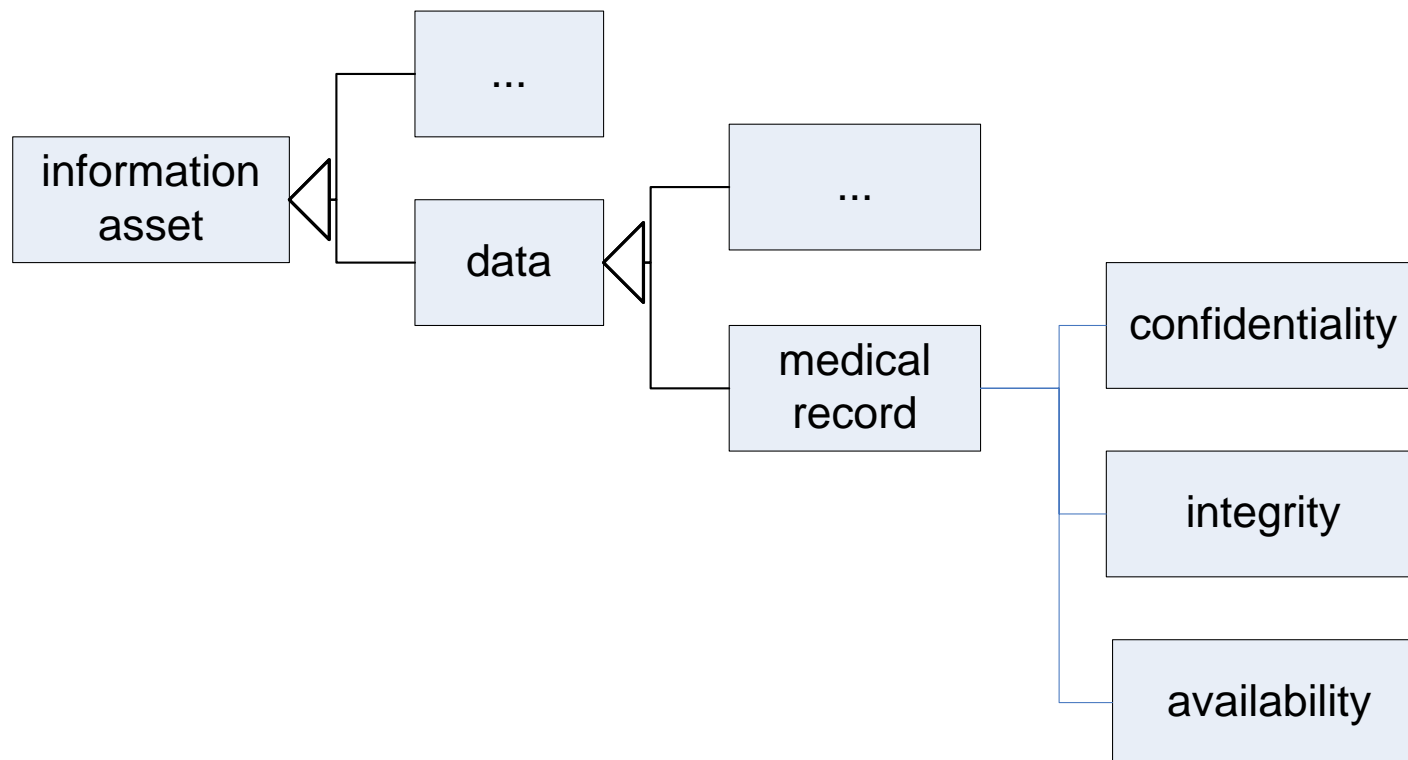 ...
information
asset
...
data
medical
record
confidentiality
integrity
availability